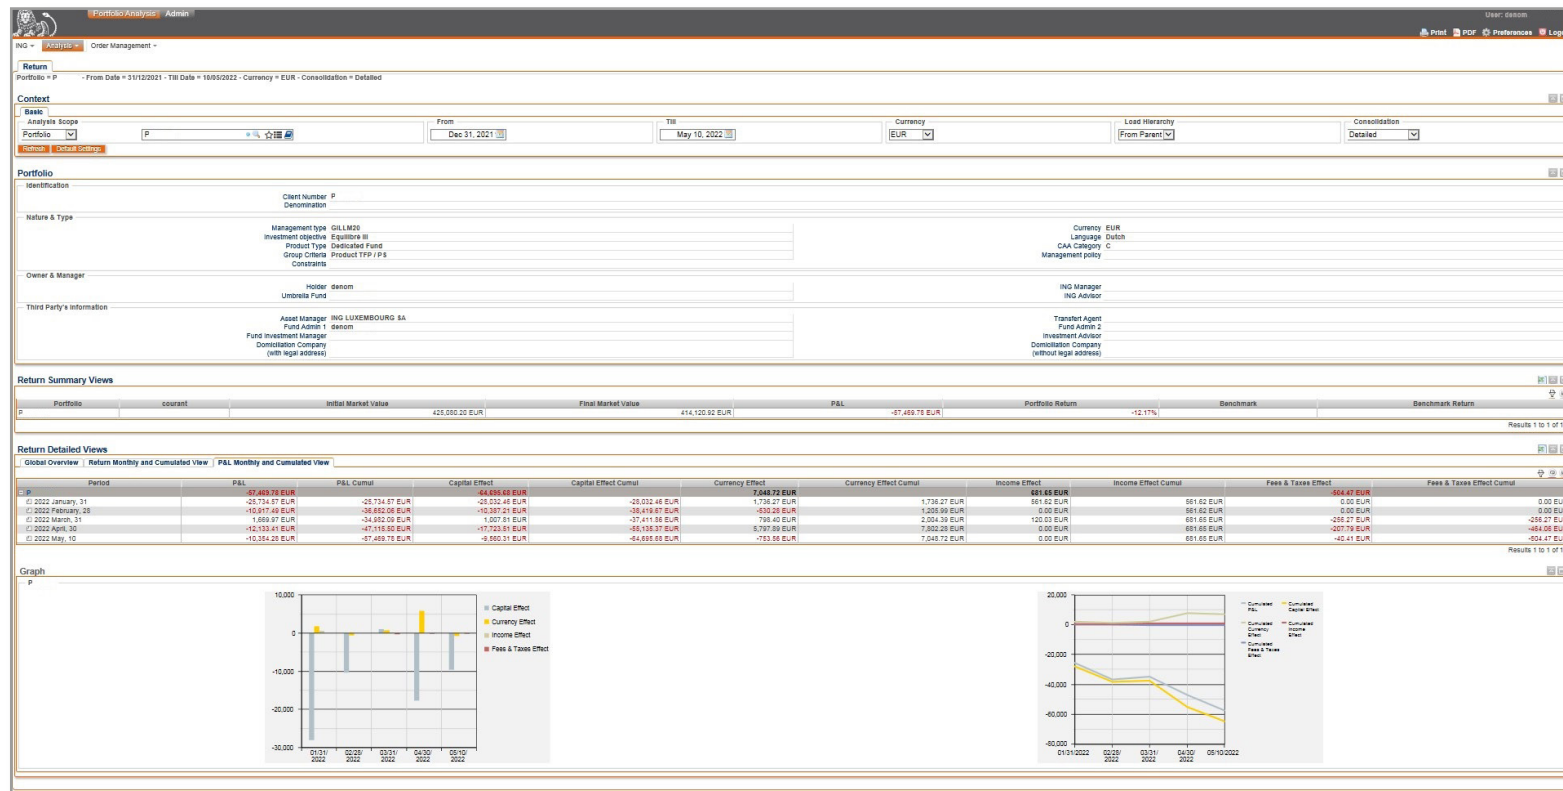 Portfolio Analysis Admin
User: denom
Print PDF Preferences Logo
ING Analysis Order Management
Return
Portfolio = P - From Date = 31/12/2021 - Till Date = 10/05/2022 - Currency = EUR - Consolidation = Detailed
Context
Basic
Analysis Scope From Till Currency Load Hierarchy Consolidation
Portfolio P Dec 31, 2021 May 10, 2022 EUR From Parent Detailed
Refresh Default Settings
Portfolio
Identification
Client Number P
Denomination
Nature & Type
Management type GILLM20 Currency EUR
Investment objective Equilibre III Language Dutch
Product Type Dedicated Fund CAA Category C
Group Criteria Product TFP / P$ Management policy
Constraints
Owner & Manager
Holder denom ING Manager
Umbrella Fund ING Advisor
Third Party's Information
Asset Manager ING LUXEMBOURG SA Transfert Agent
Fund Admin 1 denom Fund Admin 2
Fund Investment Manager Investment Advisor
Domiciliation Company Domiciliation Company
(with legal address) (without legal address)
Return Summary Views
Portfolio courant Initial Market Value Final Market Value P&L Portfolio Return Benchmark Benchmark Return
P 425,080.20 EUR 414,120.92 EUR -57,469.78 EUR -12.17%
Results 1 to 1 of 1
Return Detailed Views
Global Overview Return Monthly and Cumulated View P&L Monthly and Cumulated View
Period P&L P&L Cumul Capital Effect Capital Effect Cumul Currency Effect Currency Effect Cumul Income Effect Income Effect Cumul Fees & Taxes Effect Fees & Taxes Effect Cumul
P -57,469.78 EUR -64,695.68 EUR 7,048.72 EUR 681.65 EUR -504.47 EUR
2022 January, 31 -25,734.57 EUR -25,734.57 EUR -28,032.46 EUR -28,032.46 EUR 1,736.27 EUR 1,736.27 EUR 561.62 EUR 561.62 EUR 0.00 EUR 0.00 EU
2022 February, 28 -10,917.49 EUR -36,652.06 EUR -10,387.21 EUR -38,419.67 EUR -530.28 EUR 1,205.99 EUR 0.00 EUR 561.62 EUR 0.00 EUR 0.00 EU
2022 March, 31 1,669.97 EUR -34,982.09 EUR 1,007.81 EUR -37,411.86 EUR 798.40 EUR 2,004.39 EUR 120.03 EUR 681.65 EUR -256.27 EUR -256.27 EU
2022 April, 30 -12,133.41 EUR -47,115.50 EUR -17,723.51 EUR -55,135.37 EUR 5,797.89 EUR 7,802.28 EUR 0.00 EUR 681.65 EUR -207.79 EUR -464.06 EU
2022 May, 10 -10,354.28 EUR -57,469.78 EUR -9,560.31 EUR -64,695.68 EUR -753.56 EUR 7,048.72 EUR 0.00 EUR 681.65 EUR -40.41 EUR -504.47 EU
Results 1 to 1 of 1
Graph
P
10,000
0
-10,000
-20,000
-30,000
01/31/2022 02/28/2022 03/31/2022 04/30/2022 05/10/2022
Capital Effect
Currency Effect
Income Effect
Fees & Taxes Effect
20,000
0
-20,000
-40,000
-60,000
-80,000
01/31/2022 02/28/2022 03/31/2022 04/30/2022 05/10/2022
Cumulated P&L Cumulated Capital Effect
Cumulated Currency Effect Cumulated Income Effect
Cumulated Fees & Taxes Effect